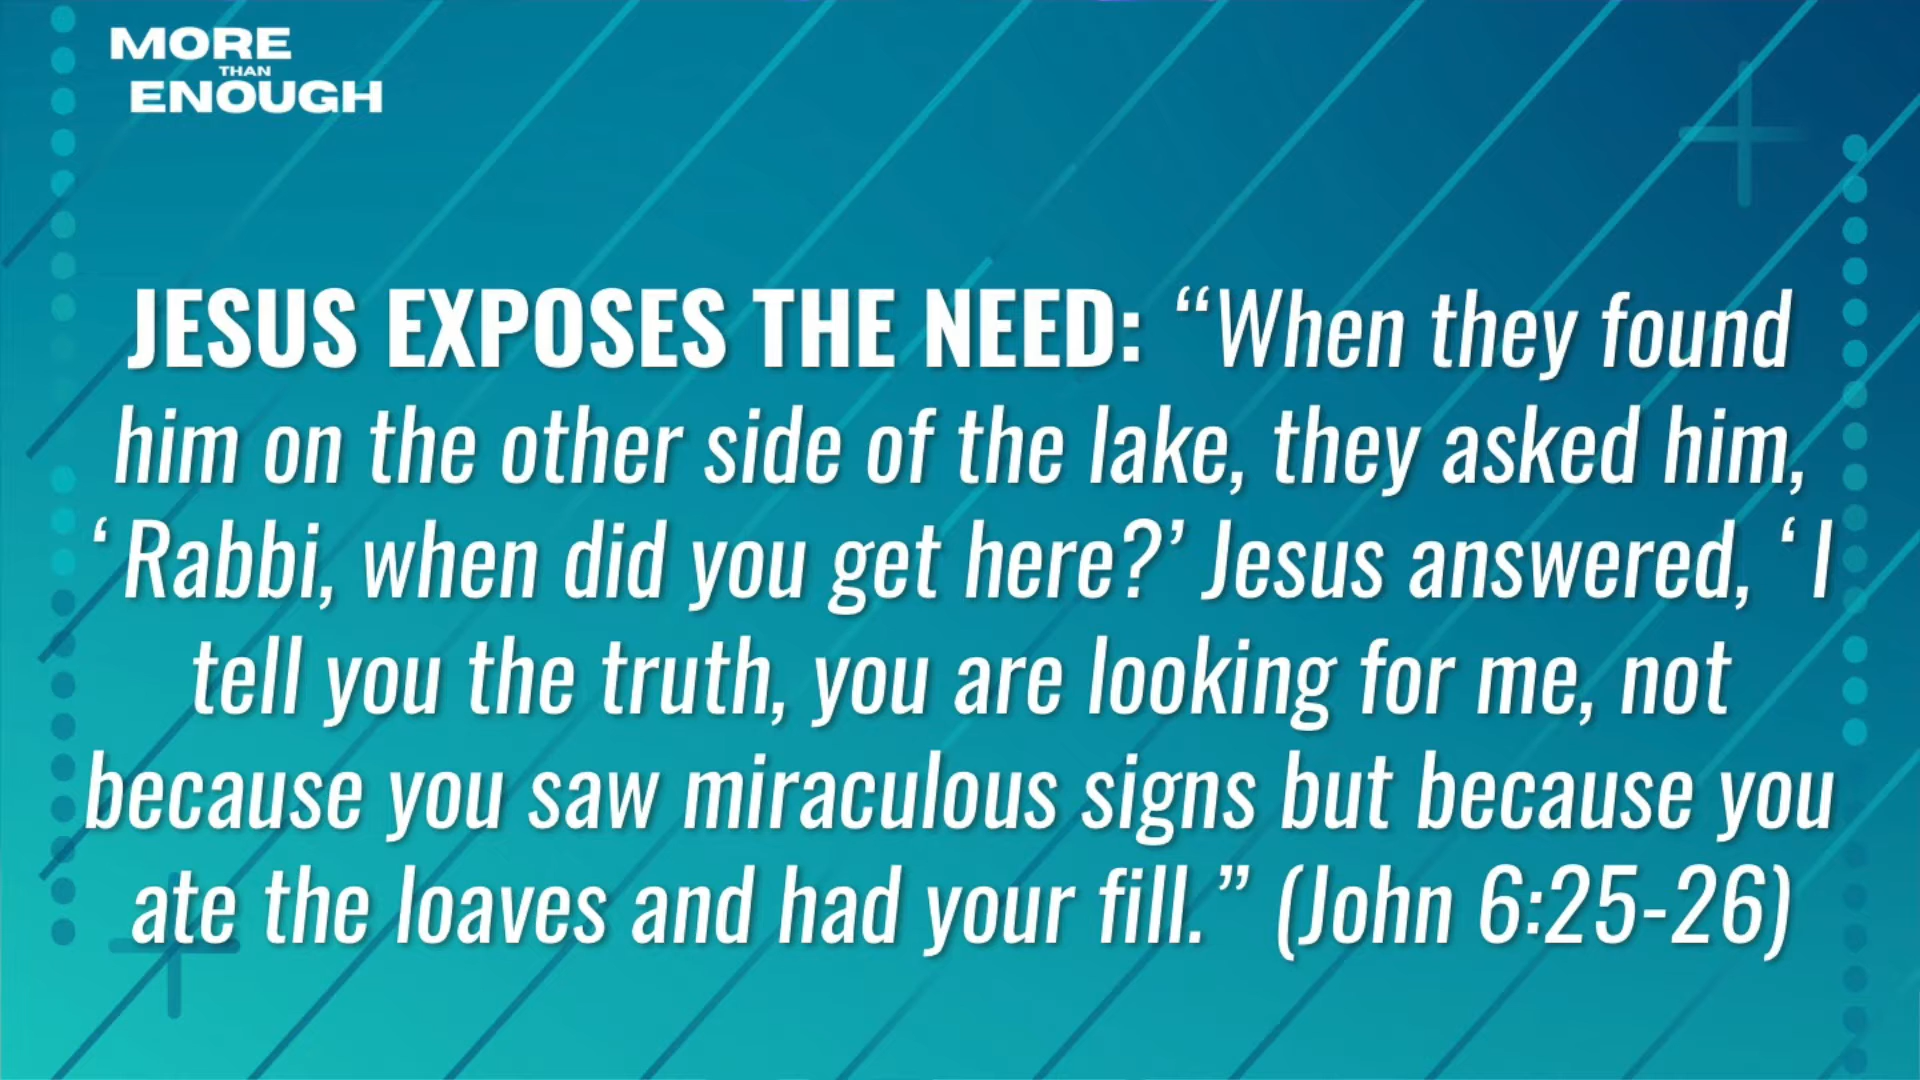 MORE
THAN
ENOUGH
JESUS EXPOSES THE NEED: “When they found
him on the other side of the lake, they asked him,
‘ Rabbi, when did you get here?’ Jesus answered, ‘ I
tell you the truth, you are looking for me, not
because you saw miraculous signs but because you
ate the loaves and had your fill.” (John 6:25-26)